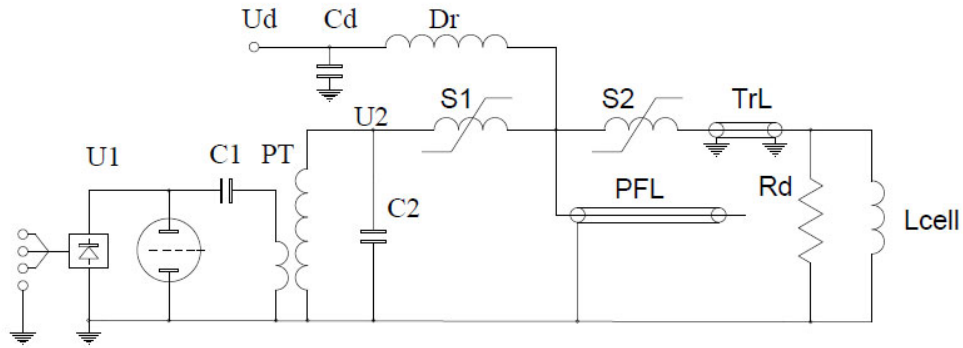 Ud Cd Dr
S1 S2 TrL
U2
U1 C1 PT
PFL Rd
C2 Lcell